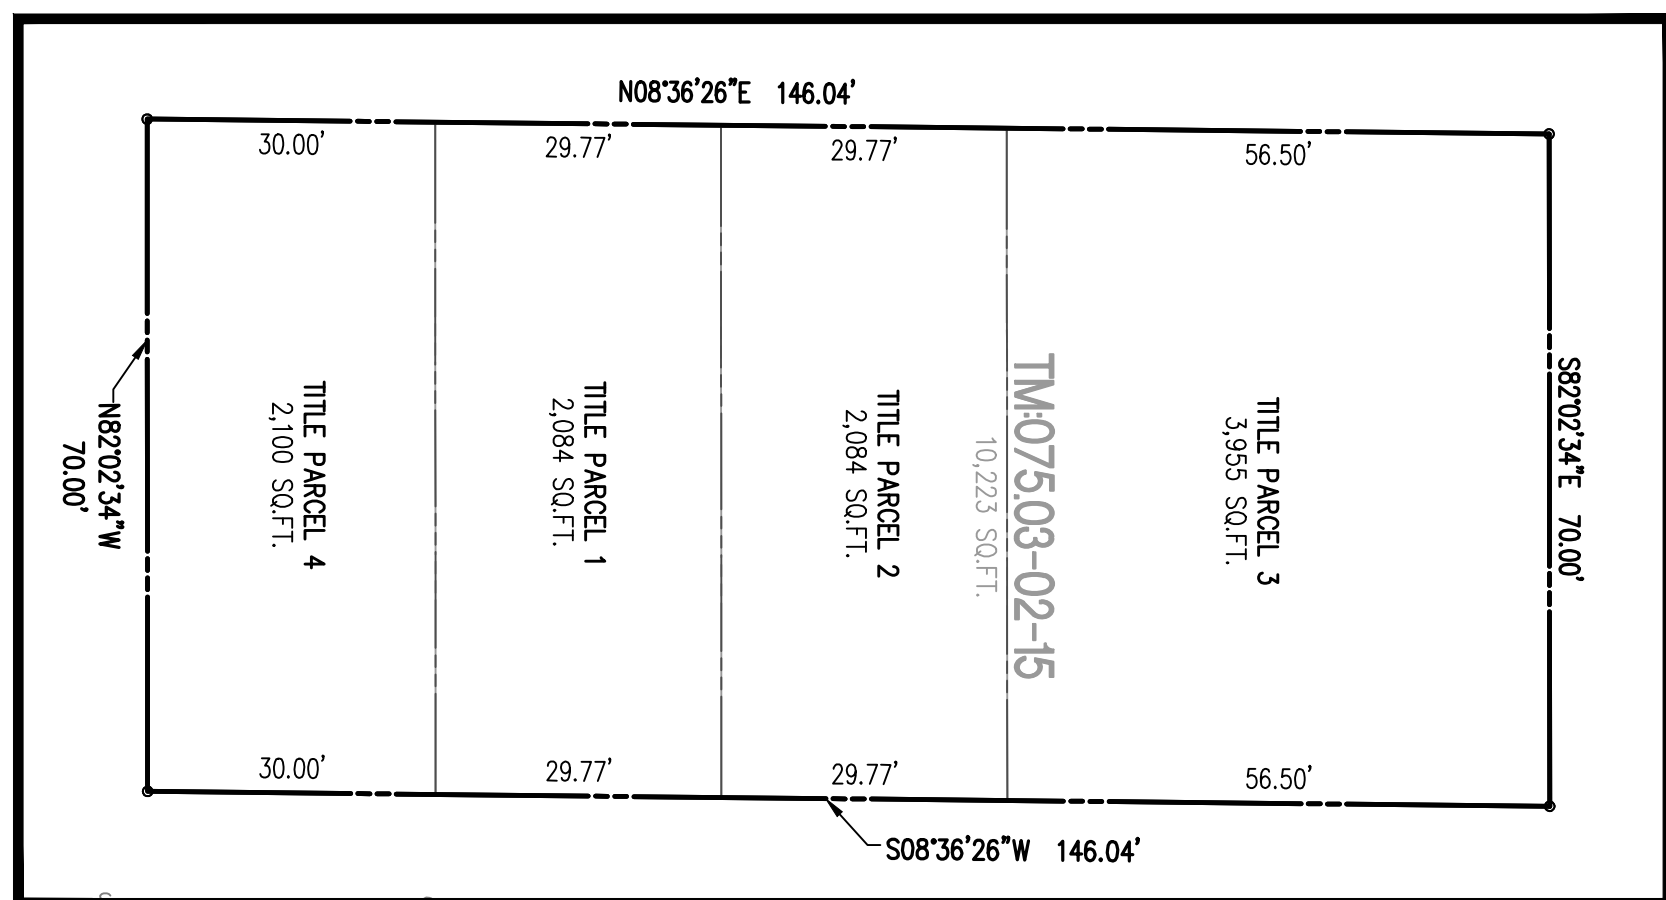 N08°36'26"E 146.04'
30.00'
29.77'
29.77'
56.50'
N82°02'34"W
70.00'
TITLE PARCEL 4
2,100 SQ.FT.
TITLE PARCEL 1
2,084 SQ.FT.
TITLE PARCEL 2
2,084 SQ.FT.
TM:075.03-02-15
10,223 SQ.FT.
TITLE PARCEL 3
3,955 SQ.FT.
S82°02'34"E 70.00'
30.00'
29.77'
29.77'
56.50'
S08°36'26"W 146.04'